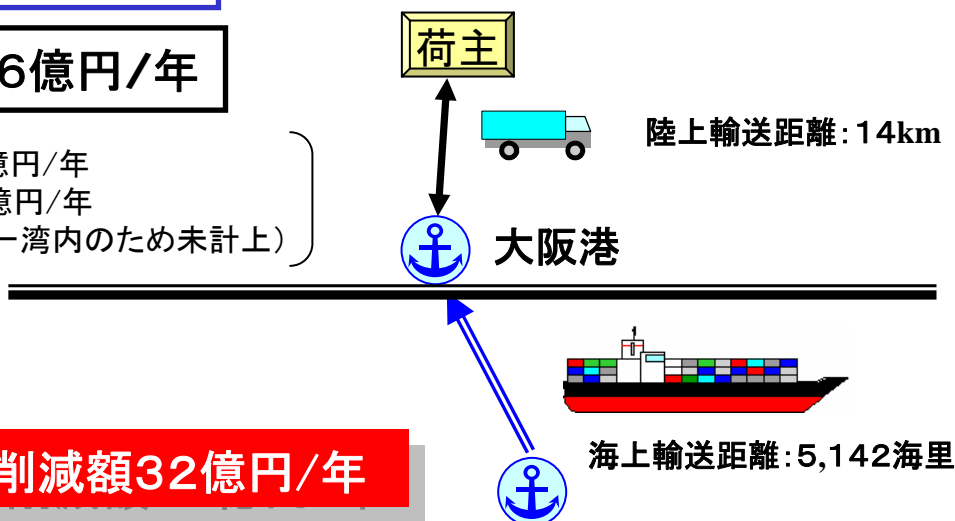 荷主
6億円/年
陸上輸送距離：14km
億円/年
億円/年
一湾内のため未計上）
大阪港
海上輸送距離：5,142海里
削減額32億円/年